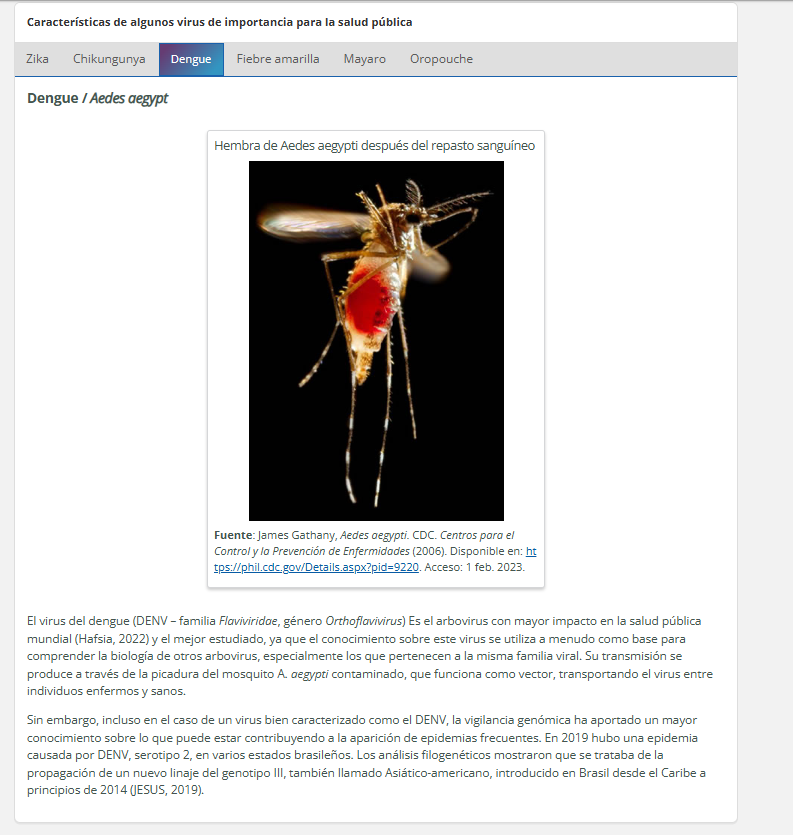 Características de algunos virus de importancia para la salud pública
Zika Chikungunya Dengue Fiebre amarilla Mayaro Oropouche
Dengue / Aedes aegypt
Hembra de Aedes aegypti después del repasto sanguíneo
Fuente: James Gathany, Aedes aegypti. CDC. Centros para el
Control y la Prevención de Enfermedades (2006). Disponible en: ht
tps://phil.cdc.gov/Details.aspx?pid=9220. Acceso: 1 feb. 2023.
El virus del dengue (DENV – familia Flaviviridae, género Orthoflavivirus) Es el arbovirus con mayor impacto en la salud pública
mundial (Hafsia, 2022) y el mejor estudiado, ya que el conocimiento sobre este virus se utiliza a menudo como base para
comprender la biología de otros arbovirus, especialmente los que pertenecen a la misma familia viral. Su transmisión se
produce a través de la picadura del mosquito A. aegypti contaminado, que funciona como vector, transportando el virus entre
individuos enfermos y sanos.
Sin embargo, incluso en el caso de un virus bien caracterizado como el DENV, la vigilancia genómica ha aportado un mayor
conocimiento sobre lo que puede estar contribuyendo a la aparición de epidemias frecuentes. En 2019 hubo una epidemia
causada por DENV, serotipo 2, en varios estados brasileños. Los análisis filogenéticos mostraron que se trataba de la
propagación de un nuevo linaje del genotipo III, también llamado Asiático-americano, introducido en Brasil desde el Caribe a
principios de 2014 (JESUS, 2019).